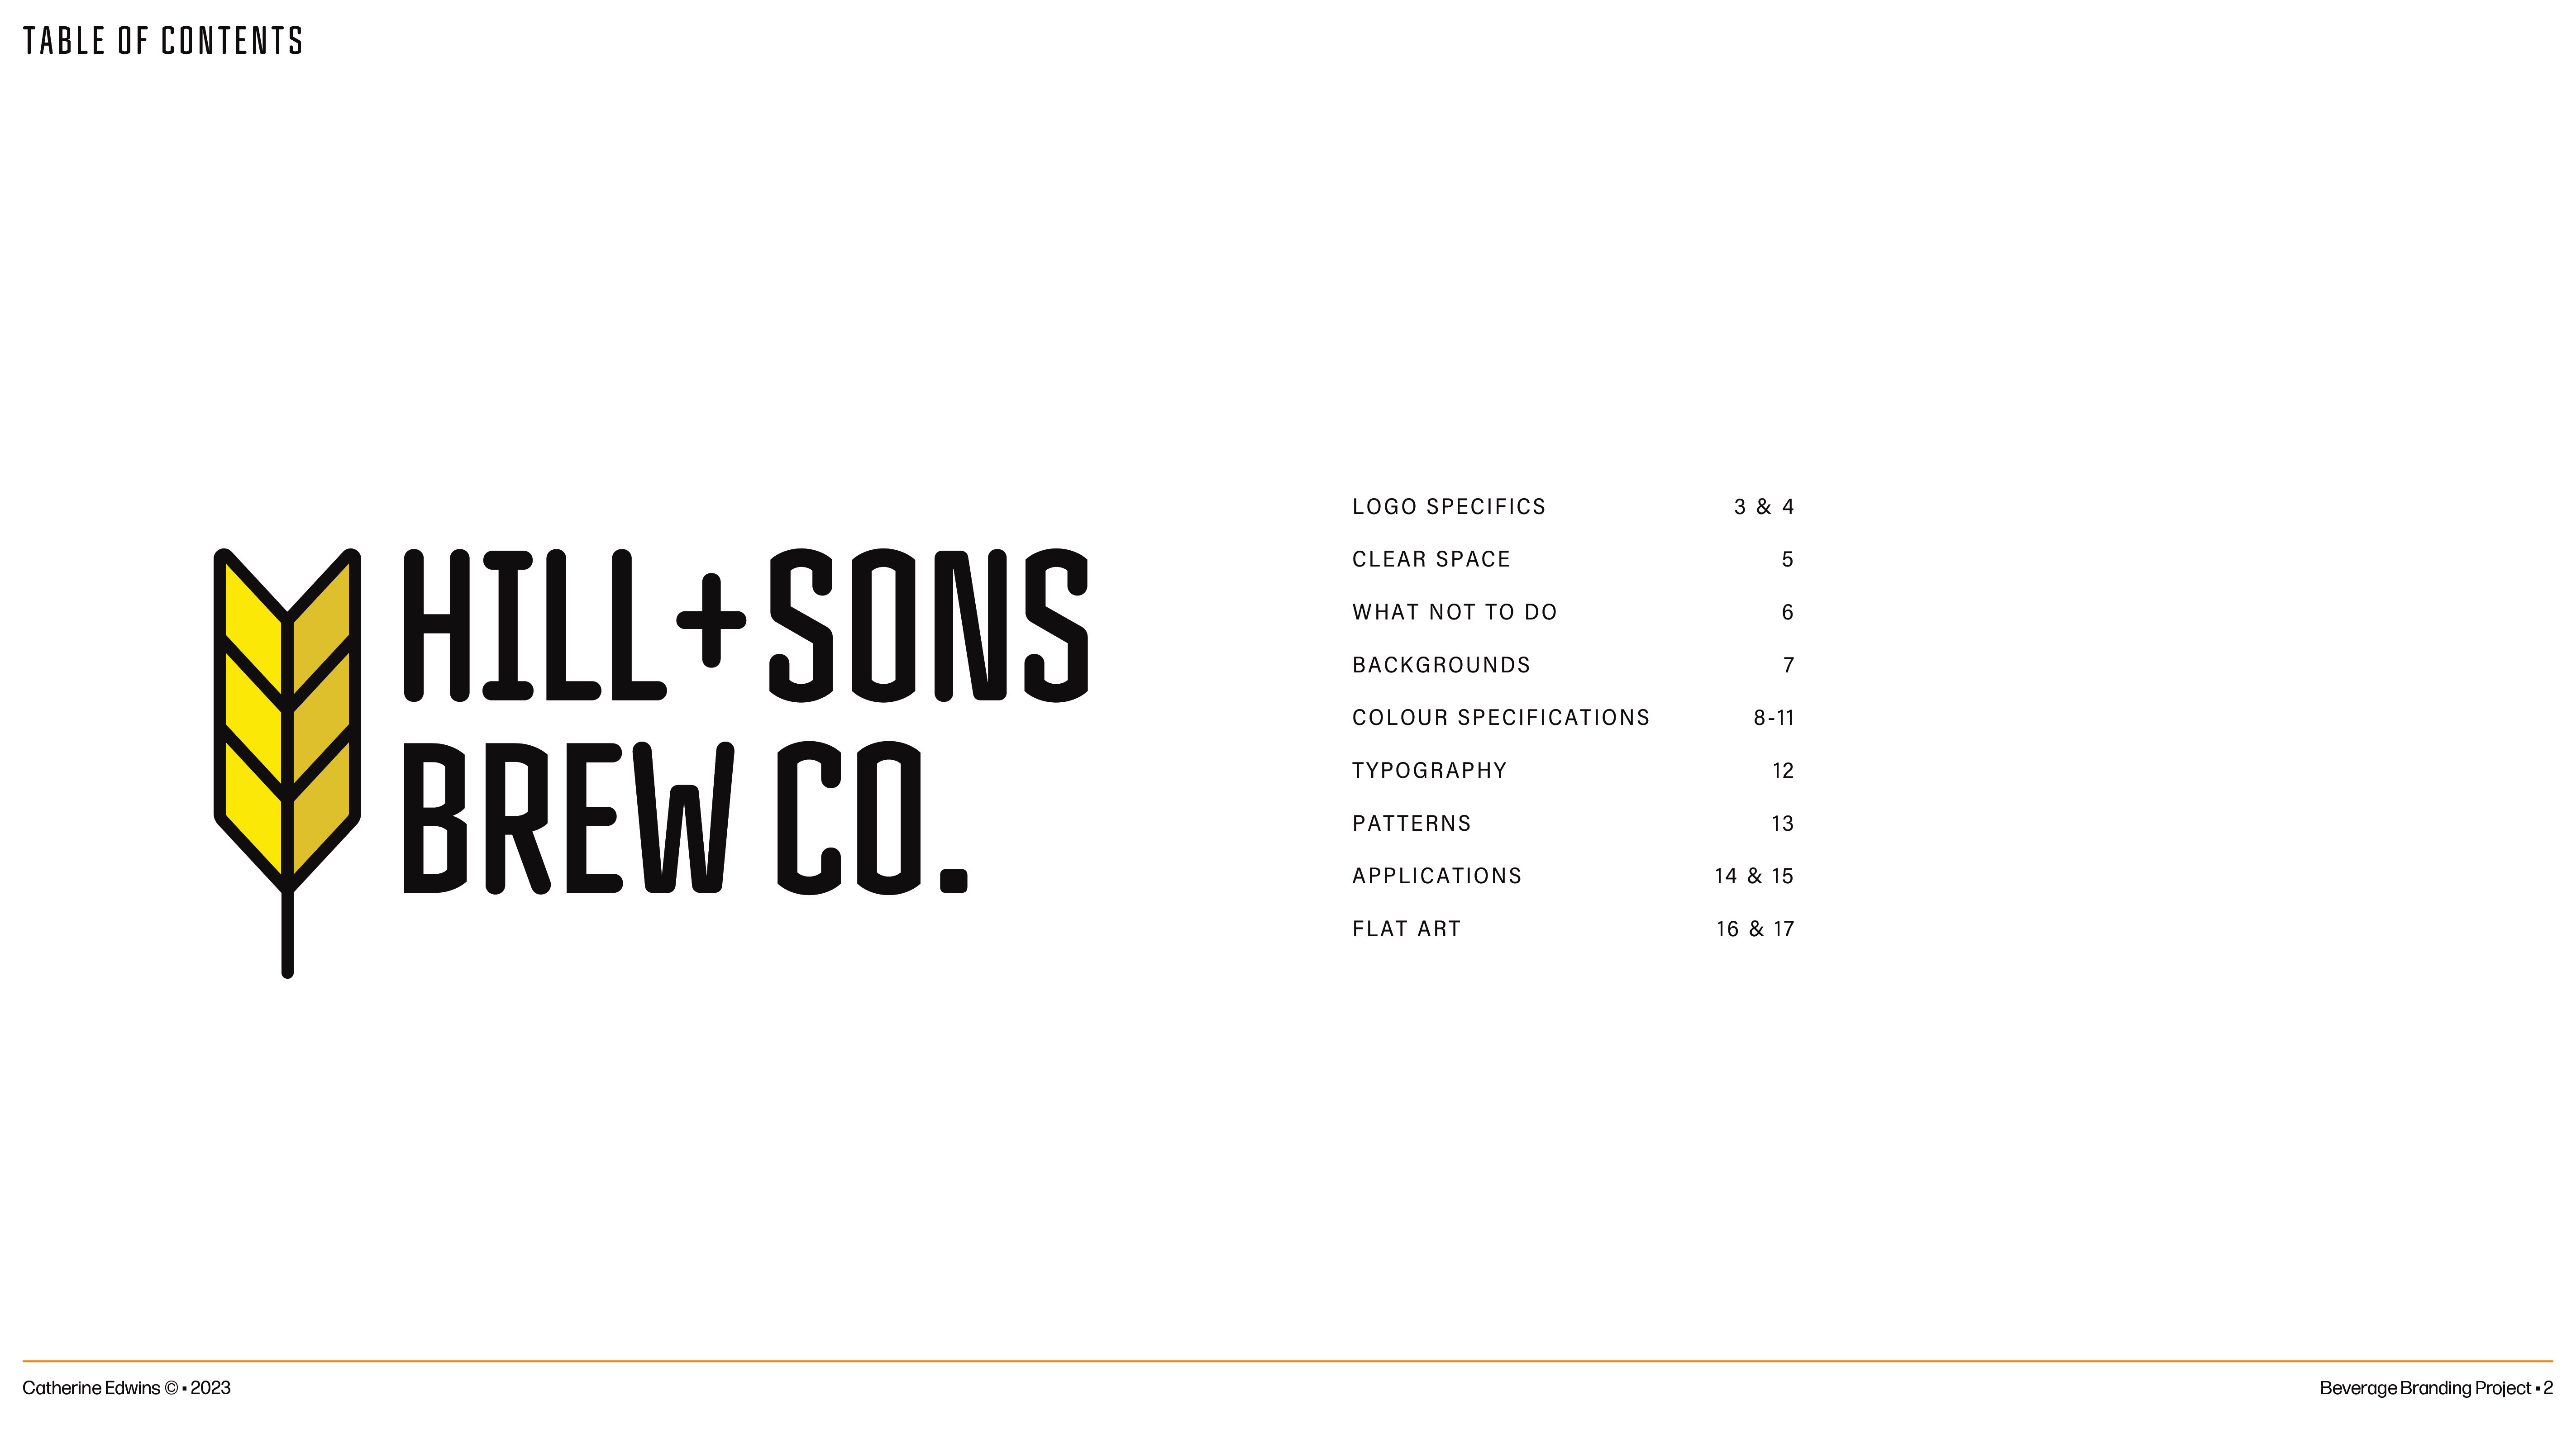 TABLE OF CONTENTS
HILL+SONS
BREW CO.
LOGO SPECIFICS 3 & 4
CLEAR SPACE 5
WHAT NOT TO DO 6
BACKGROUNDS 7
COLOUR SPECIFICATIONS 8-11
TYPOGRAPHY 12
PATTERNS 13
APPLICATIONS 14 & 15
FLAT ART 16 & 17
Catherine Edwins © ▪ 2023
Beverage Branding Project ▪ 2